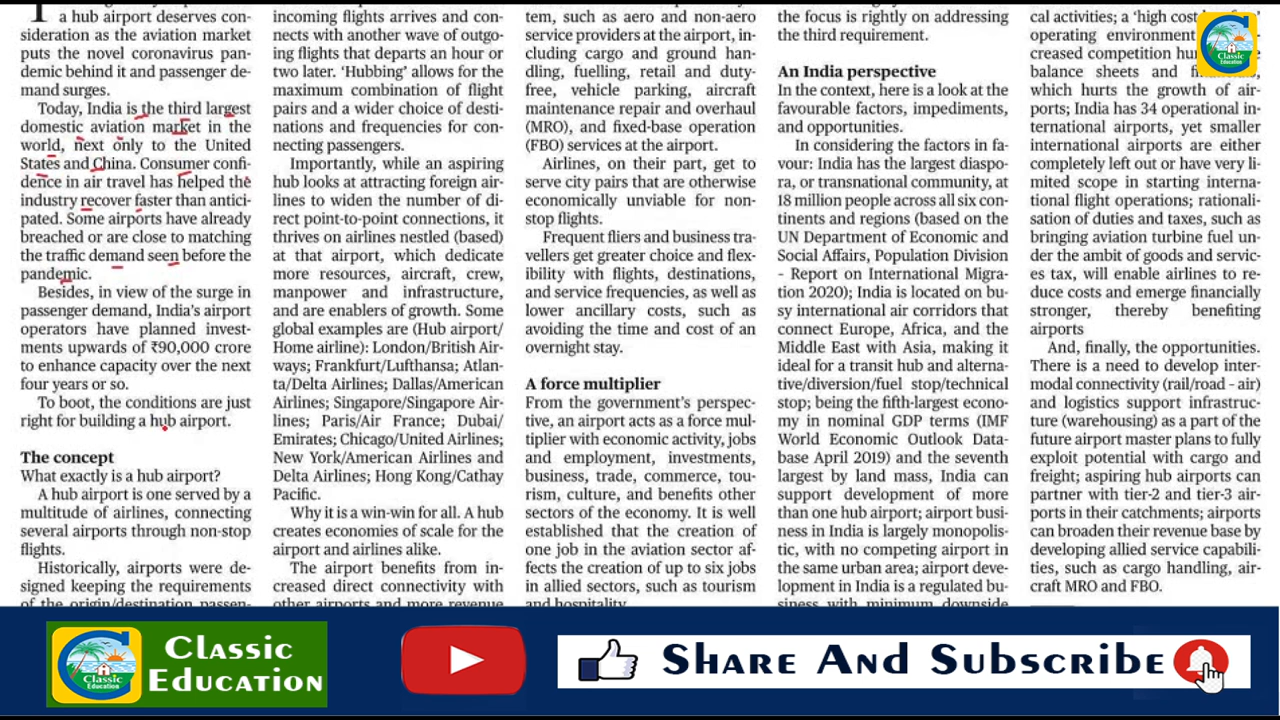 a hub airport deserves con-
sideration as the aviation market
puts the novel coronavirus pan-
demic behind it and passenger de-
mand surges.
Today, India is the third largest
domestic aviation market in the
world, next only to the United
States and China. Consumer confi-
dence in air travel has helped the
industry recover faster than antici-
pated. Some airports have already
breached or are close to matching
the traffic demand seen before the
pandemic.
Besides, in view of the surge in
passenger demand, India's airport
operators have planned invest-
ments upwards of ₹90,000 crore
to enhance capacity over the next
four years or so.
To boot, the conditions are just
right for building a hub airport.
The concept
What exactly is a hub airport?
A hub airport is one served by a
multitude of airlines, connecting
several airports through non-stop
flights.
Historically, airports were de-
signed keeping the requirements
of the origin/destination passen-
incoming flights arrives and con-
nects with another wave of outgo-
ing flights that departs an hour or
two later. 'Hubbing' allows for the
maximum combination of flight
pairs and a wider choice of desti-
nations and frequencies for con-
necting passengers.
Importantly, while an aspiring
hub looks at attracting foreign air-
lines to widen the number of di-
rect point-to-point connections, it
thrives on airlines nestled (based)
at that airport, which dedicate
more resources, aircraft, crew,
manpower and infrastructure,
and are enablers of growth. Some
global examples are (Hub airport/
Home airline): London/British Air-
ways; Frankfurt/Lufthansa; Atlan-
ta/Delta Airlines; Dallas/American
Airlines; Singapore/Singapore Air-
lines; Paris/Air France; Dubai/
Emirates; Chicago/United Airlines;
New York/American Airlines and
Delta Airlines; Hong Kong/Cathay
Pacific.
Why it is a win-win for all. A hub
creates economies of scale for the
airport and airlines alike.
The airport benefits from in-
creased direct connectivity with
other airports and more revenue
tem, such as aero and non-aero
service providers at the airport, in-
cluding cargo and ground han-
dling, fuelling, retail and duty-
free, vehicle parking, aircraft
maintenance repair and overhaul
(MRO), and fixed-base operation
(FBO) services at the airport.
Airlines, on their part, get to
serve city pairs that are otherwise
economically unviable for non-
stop flights.
Frequent fliers and business tra-
vellers get greater choice and flex-
ibility with flights, destinations,
and service frequencies, as well as
lower ancillary costs, such as
avoiding the time and cost of an
overnight stay.
A force multiplier
From the government's perspec-
tive, an airport acts as a force mul-
tiplier with economic activity, jobs
and employment, investments,
business, trade, commerce, tou-
rism, culture, and benefits other
sectors of the economy. It is well
established that the creation of
one job in the aviation sector af-
fects the creation of up to six jobs
in allied sectors, such as tourism
and hospitality.
the focus is rightly on addressing
the third requirement.
An India perspective
In the context, here is a look at the
favourable factors, impediments,
and opportunities.
In considering the factors in fa-
vour: India has the largest diaspo-
ra, or transnational community, at
18 million people across all six con-
tinents and regions (based on the
UN Department of Economic and
Social Affairs, Population Division
- Report on International Migra-
tion 2020); India is located on bu-
sy international air corridors that
connect Europe, Africa, and the
Middle East with Asia, making it
ideal for a transit hub and alterna-
tive/diversion/fuel stop/technical
stop; being the fifth-largest econo-
my in nominal GDP terms (IMF
World Economic Outlook Data-
base April 2019) and the seventh
largest by land mass, India can
support development of more
than one hub airport; airport busi-
ness in India is largely monopolis-
tic, with no competing airport in
the same urban area; airport deve-
lopment in India is a regulated bu-
siness with minimum downside
cal activities; a 'high cost
operating environment
creased competition
balance sheets and
which hurts the growth of air-
ports; India has 34 operational in-
ternational airports, yet smaller
international airports are either
completely left out or have very li-
mited scope in starting interna-
tional flight operations; rationali-
sation of duties and taxes, such as
bringing aviation turbine fuel un-
der the ambit of goods and servic-
es tax, will enable airlines to re-
duce costs and emerge financially
stronger, thereby benefiting
airports
And, finally, the opportunities.
There is a need to develop inter-
modal connectivity (rail/road - air)
and logistics support infrastruc-
ture (warehousing) as a part of the
future airport master plans to fully
exploit potential with cargo and
freight; aspiring hub airports can
partner with tier-2 and tier-3 air-
ports in their catchments; airports
can broaden their revenue base by
developing allied service capabili-
ties, such as cargo handling, air-
craft MRO and FBO.
Classic
Education
Classic
Education
Classic
Education
Share And Subscribe